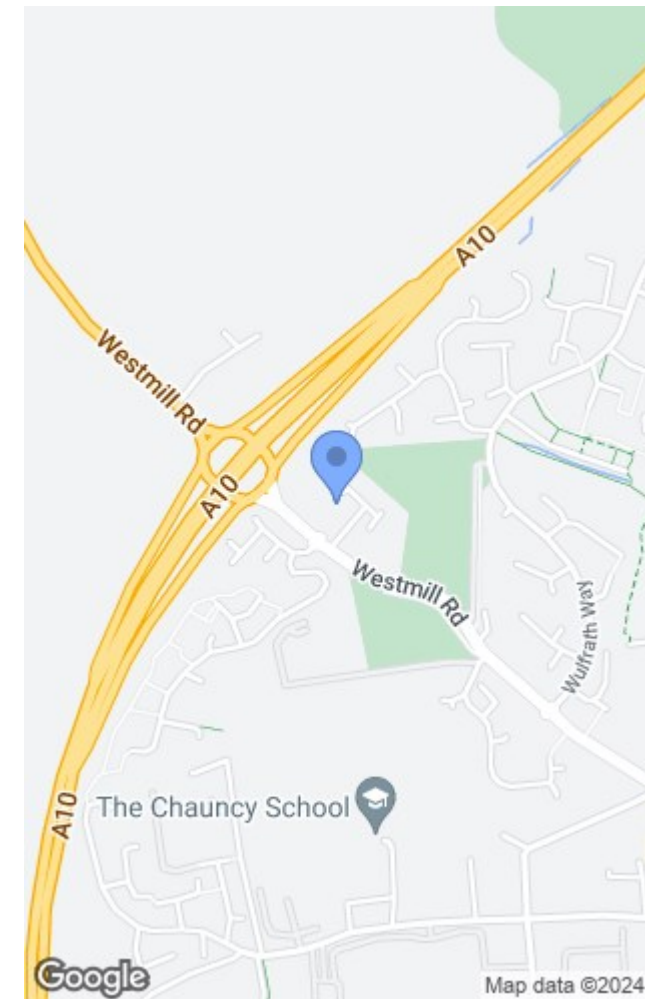 A10
Westmill Rd
A10
Westmill Rd
Wulfrath Way
The Chauncy School
A10
Google
Map data ©2024